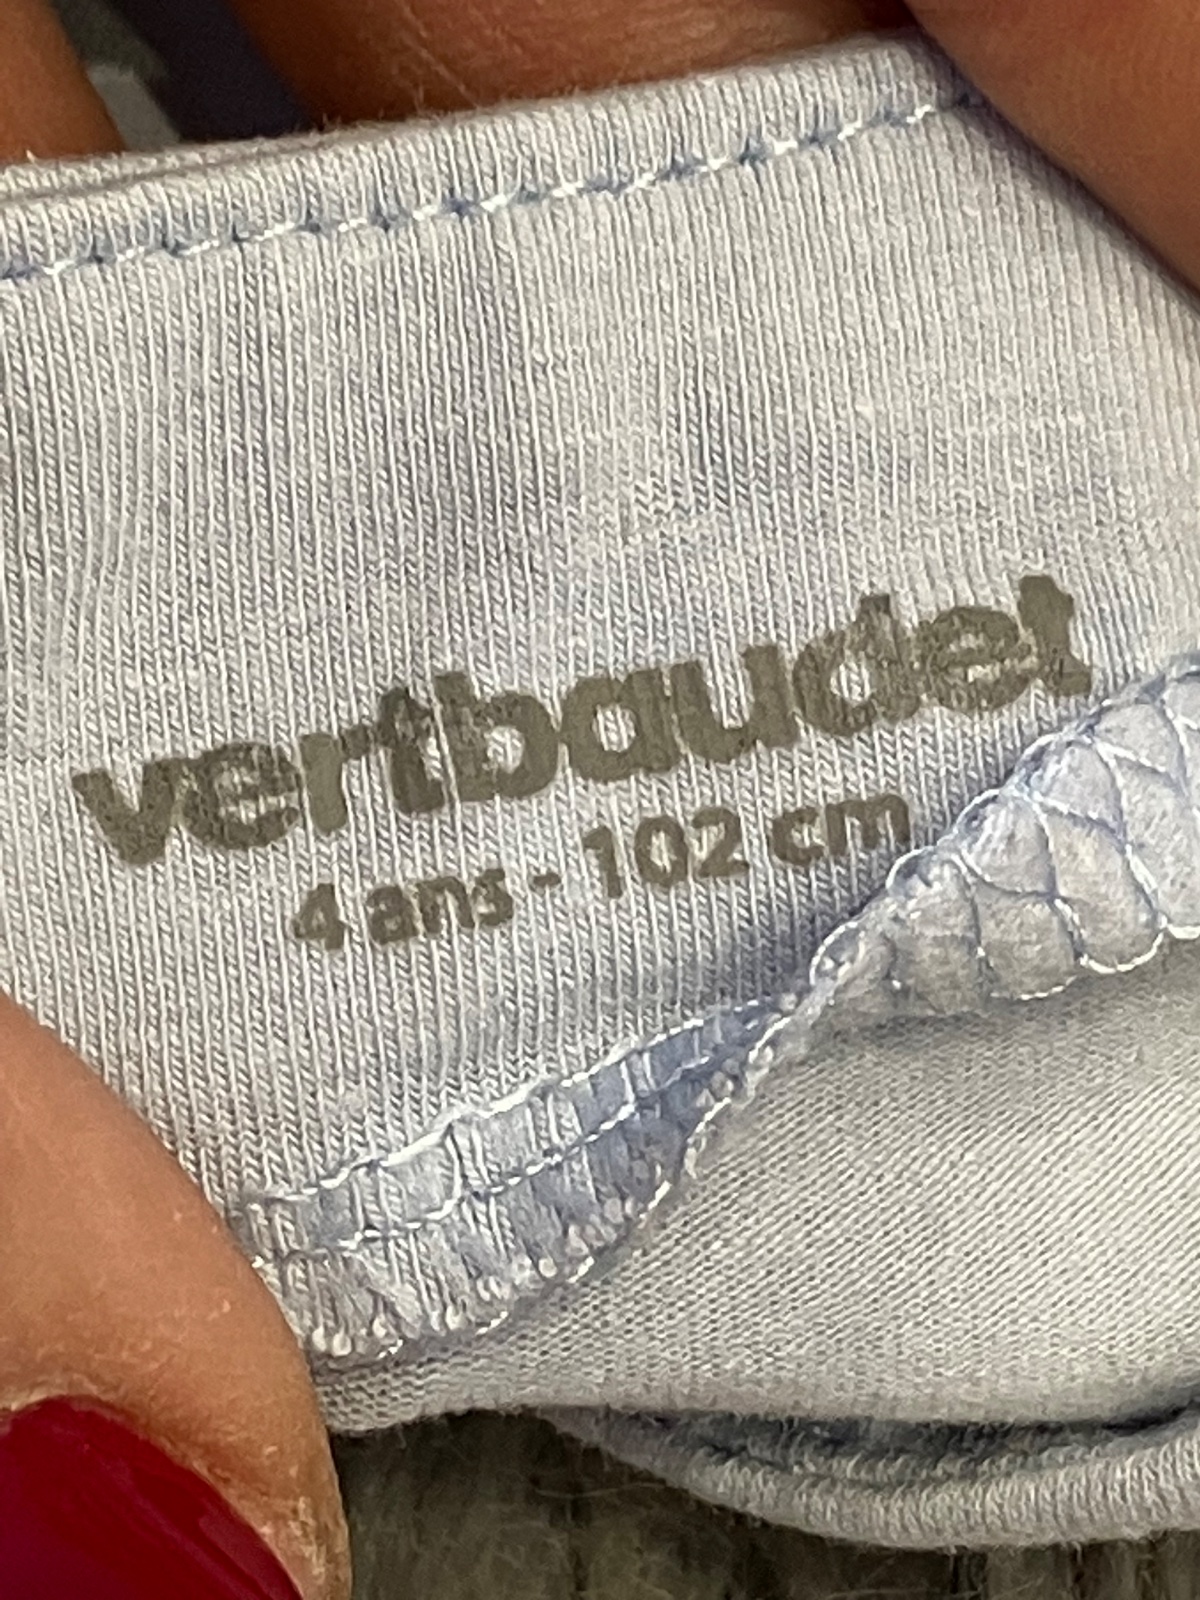 vertbaudet
4 ans - 102 cm